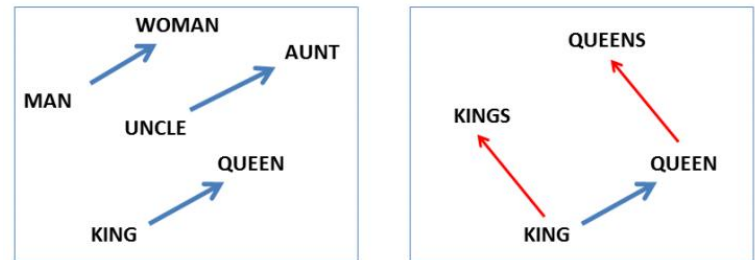 WOMAN
AUNT
MAN
UNCLE
QUEEN
KING
QUEENS
KINGS
QUEEN
KING